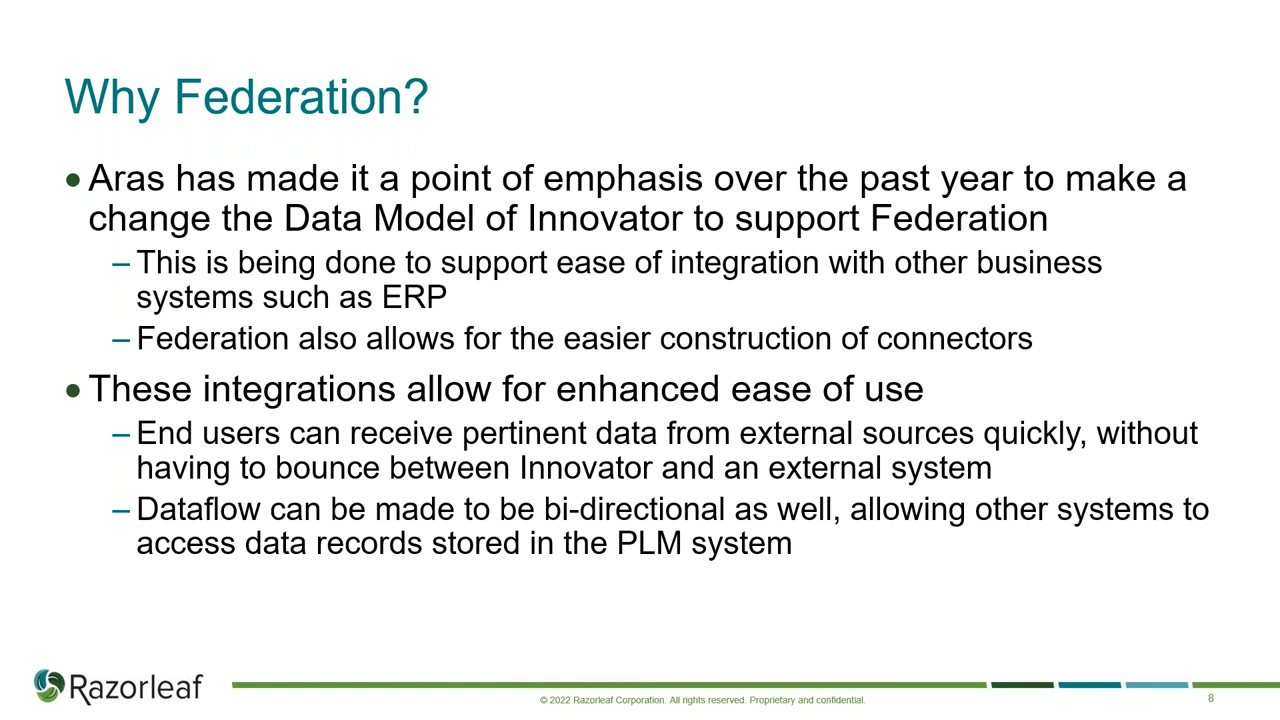 Why Federation?
• Aras has made it a point of emphasis over the past year to make a
change the Data Model of Innovator to support Federation
– This is being done to support ease of integration with other business
systems such as ERP
– Federation also allows for the easier construction of connectors
• These integrations allow for enhanced ease of use
– End users can receive pertinent data from external sources quickly, without
having to bounce between Innovator and an external system
– Dataflow can be made to be bi-directional as well, allowing other systems to
access data records stored in the PLM system
Razorleaf
© 2022 Razorleaf Corporation. All rights reserved. Proprietary and confidential.
8